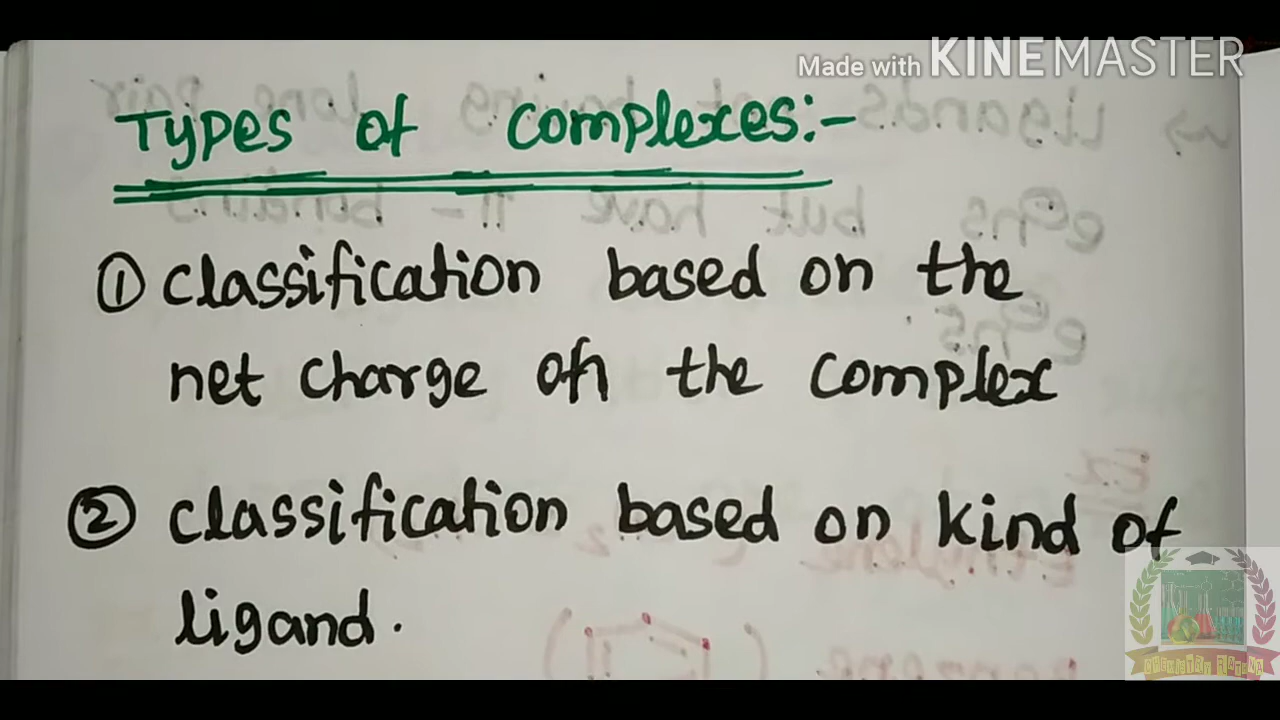 Made with KINEMASTER
Types of complexes:-
① classification based on the
net charge on the complex
② classification based on kind of
ligand.